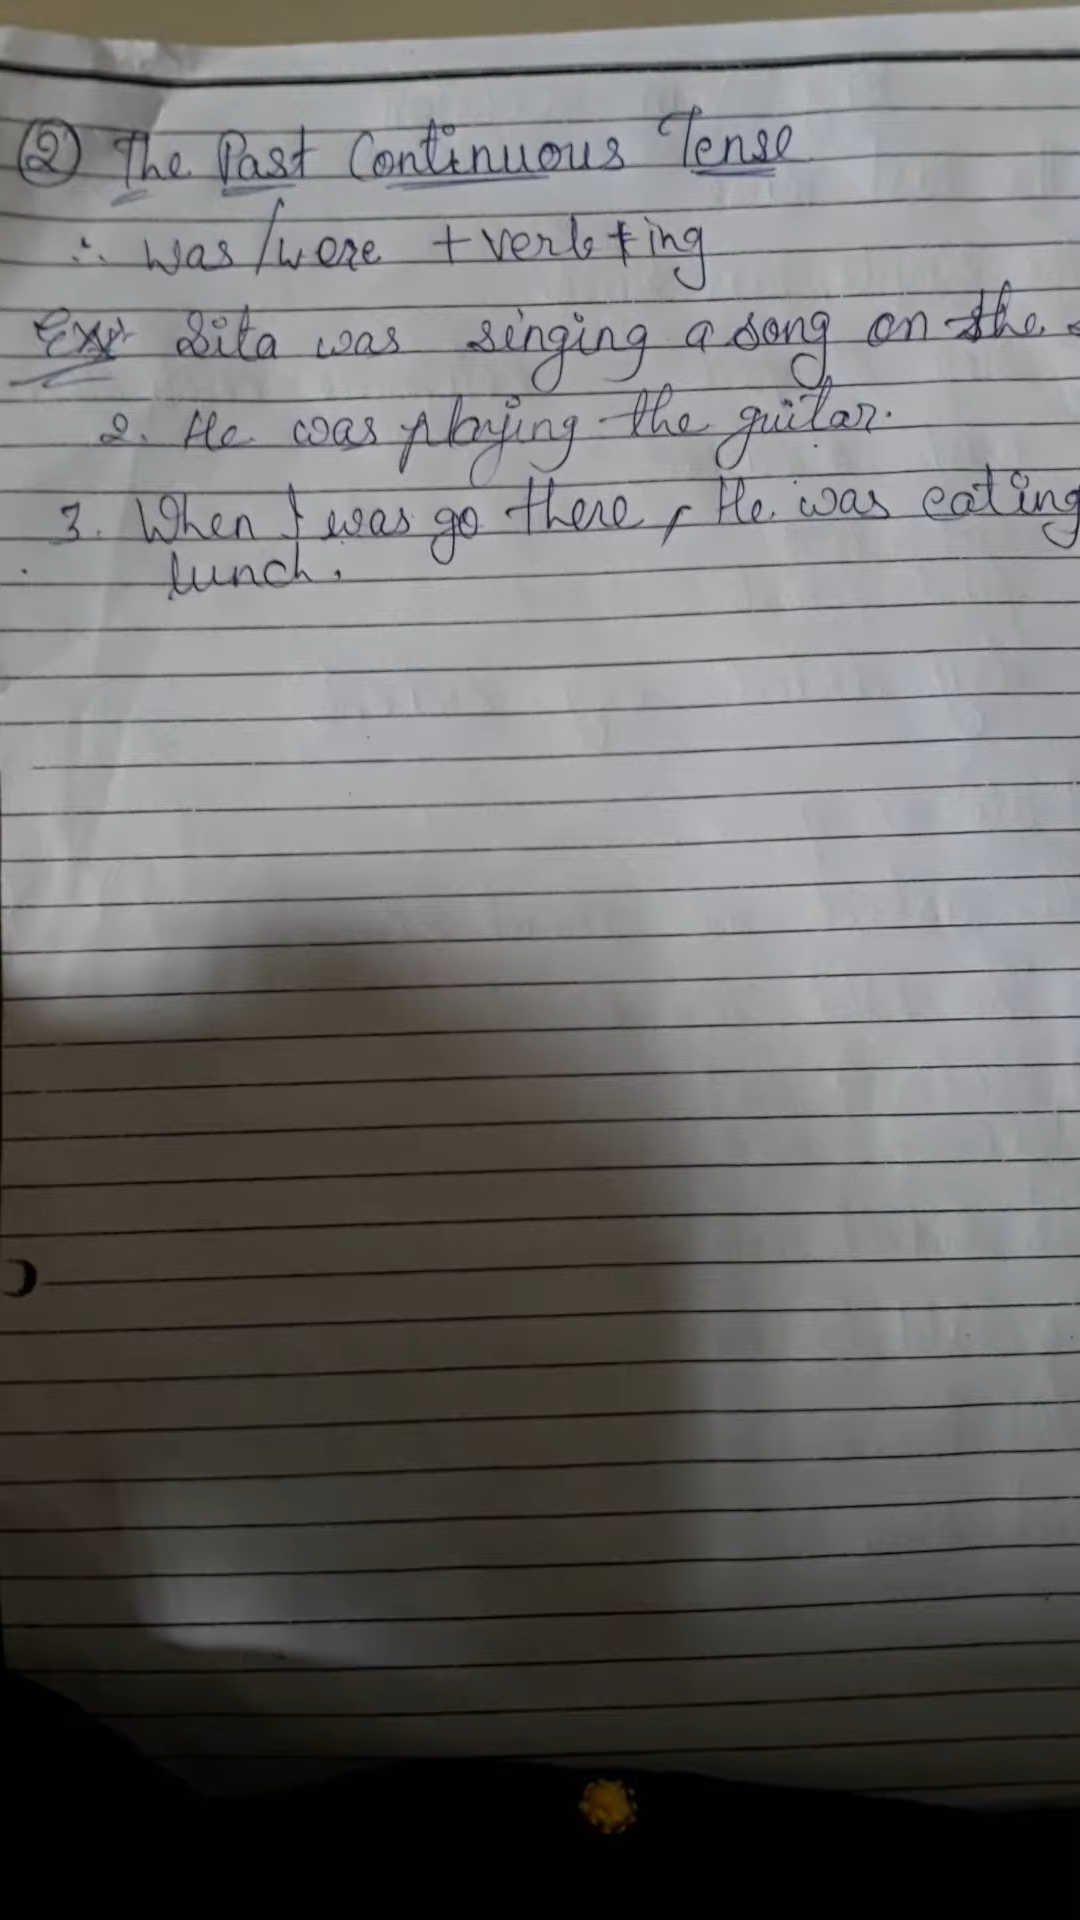 ② The Past Continuous Tense
∴ was/were + verb + ing
Exp Sita was singing a song on the
2. He was playing the guitar.
3. When I was go there, He was eating
lunch.